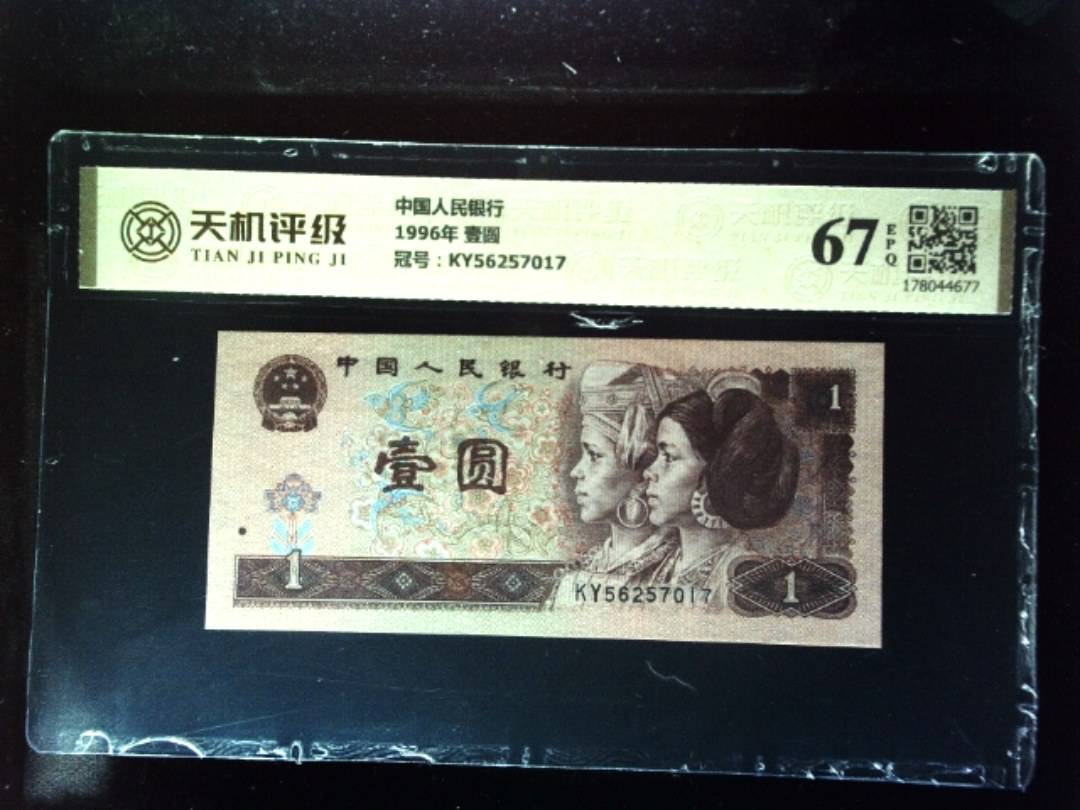 天机评级
TIAN JI PING JI
中国人民银行
1996年 壹圆
冠号：KY56257017
67
EPQ
178044677
中国人民银行
1
壹圆
1
KY56257017
1